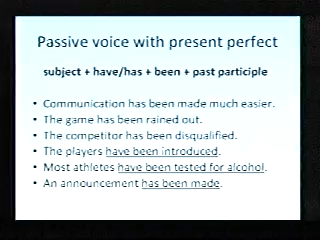 Passive voice with present perfect
subject + have/has + been + past participle
• Communication has been made much easier.
• The game has been rained out.
• The competitor has been disqualified.
• The players have been introduced.
• Most athletes have been tested for alcohol.
• An announcement has been made.